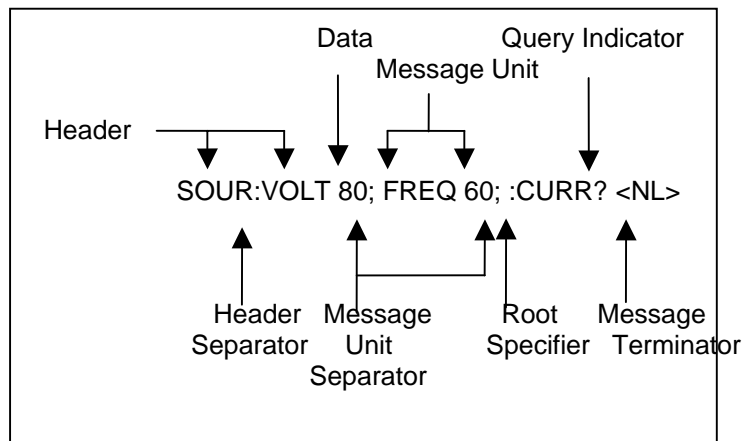 Data Query Indicator
Message Unit
Header
SOUR:VOLT 80; FREQ 60; :CURR? <NL>
Header Message Root Message
Separator Unit Specifier Terminator
Separator